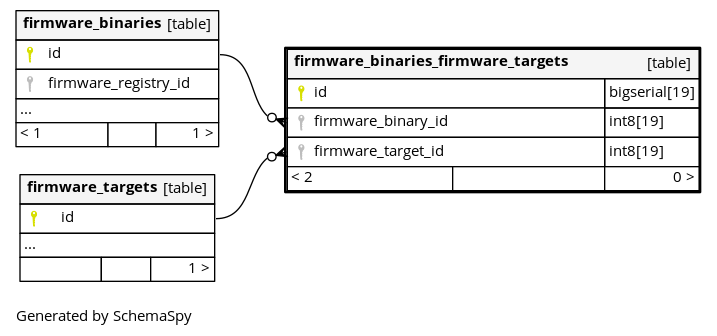 firmware_binaries [table]
id
firmware_registry_id
...
< 1 1 >
firmware_binaries_firmware_targets [table]
id bigserial[19]
firmware_binary_id int8[19]
firmware_target_id int8[19]
< 2 0 >
firmware_targets [table]
id
...
1 >
Generated by SchemaSpy